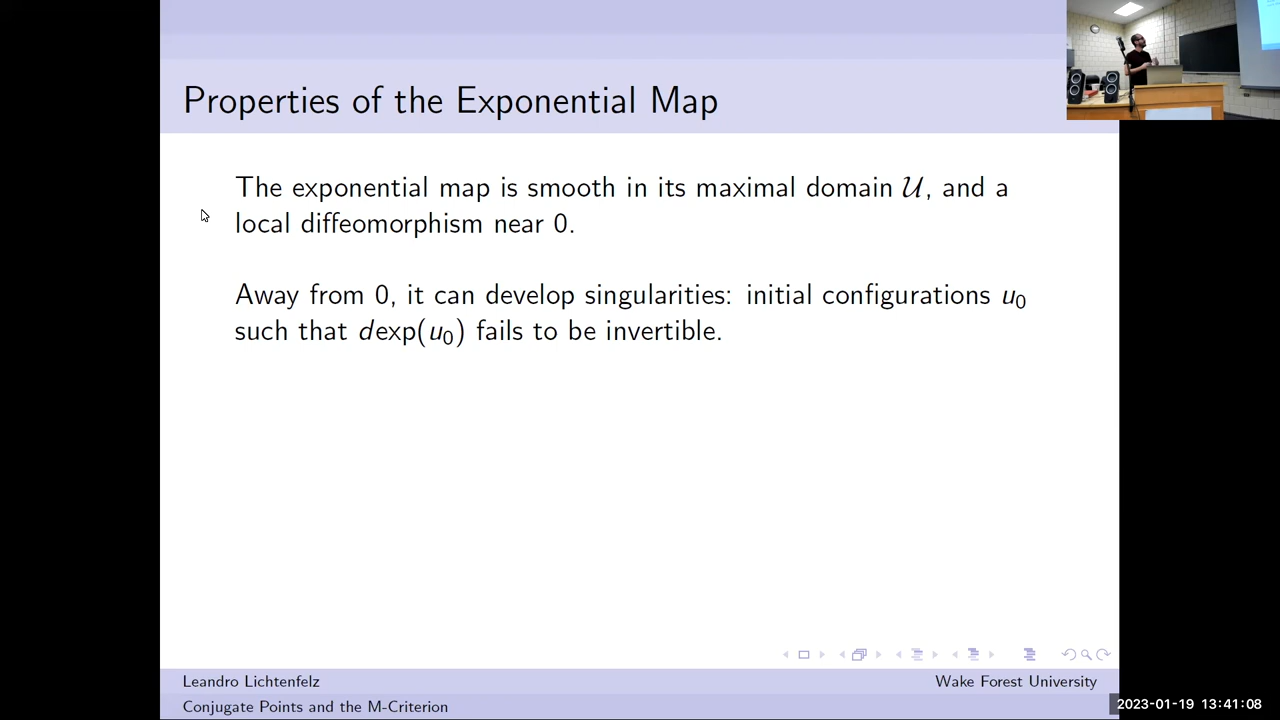 Properties of the Exponential Map
The exponential map is smooth in its maximal domain 𝒰, and a
local diffeomorphism near 0.
Away from 0, it can develop singularities: initial configurations u₀
such that dexp(u₀) fails to be invertible.
Leandro Lichtenfelz
Wake Forest University
Conjugate Points and the M-Criterion
2023-01-19 13:41:08